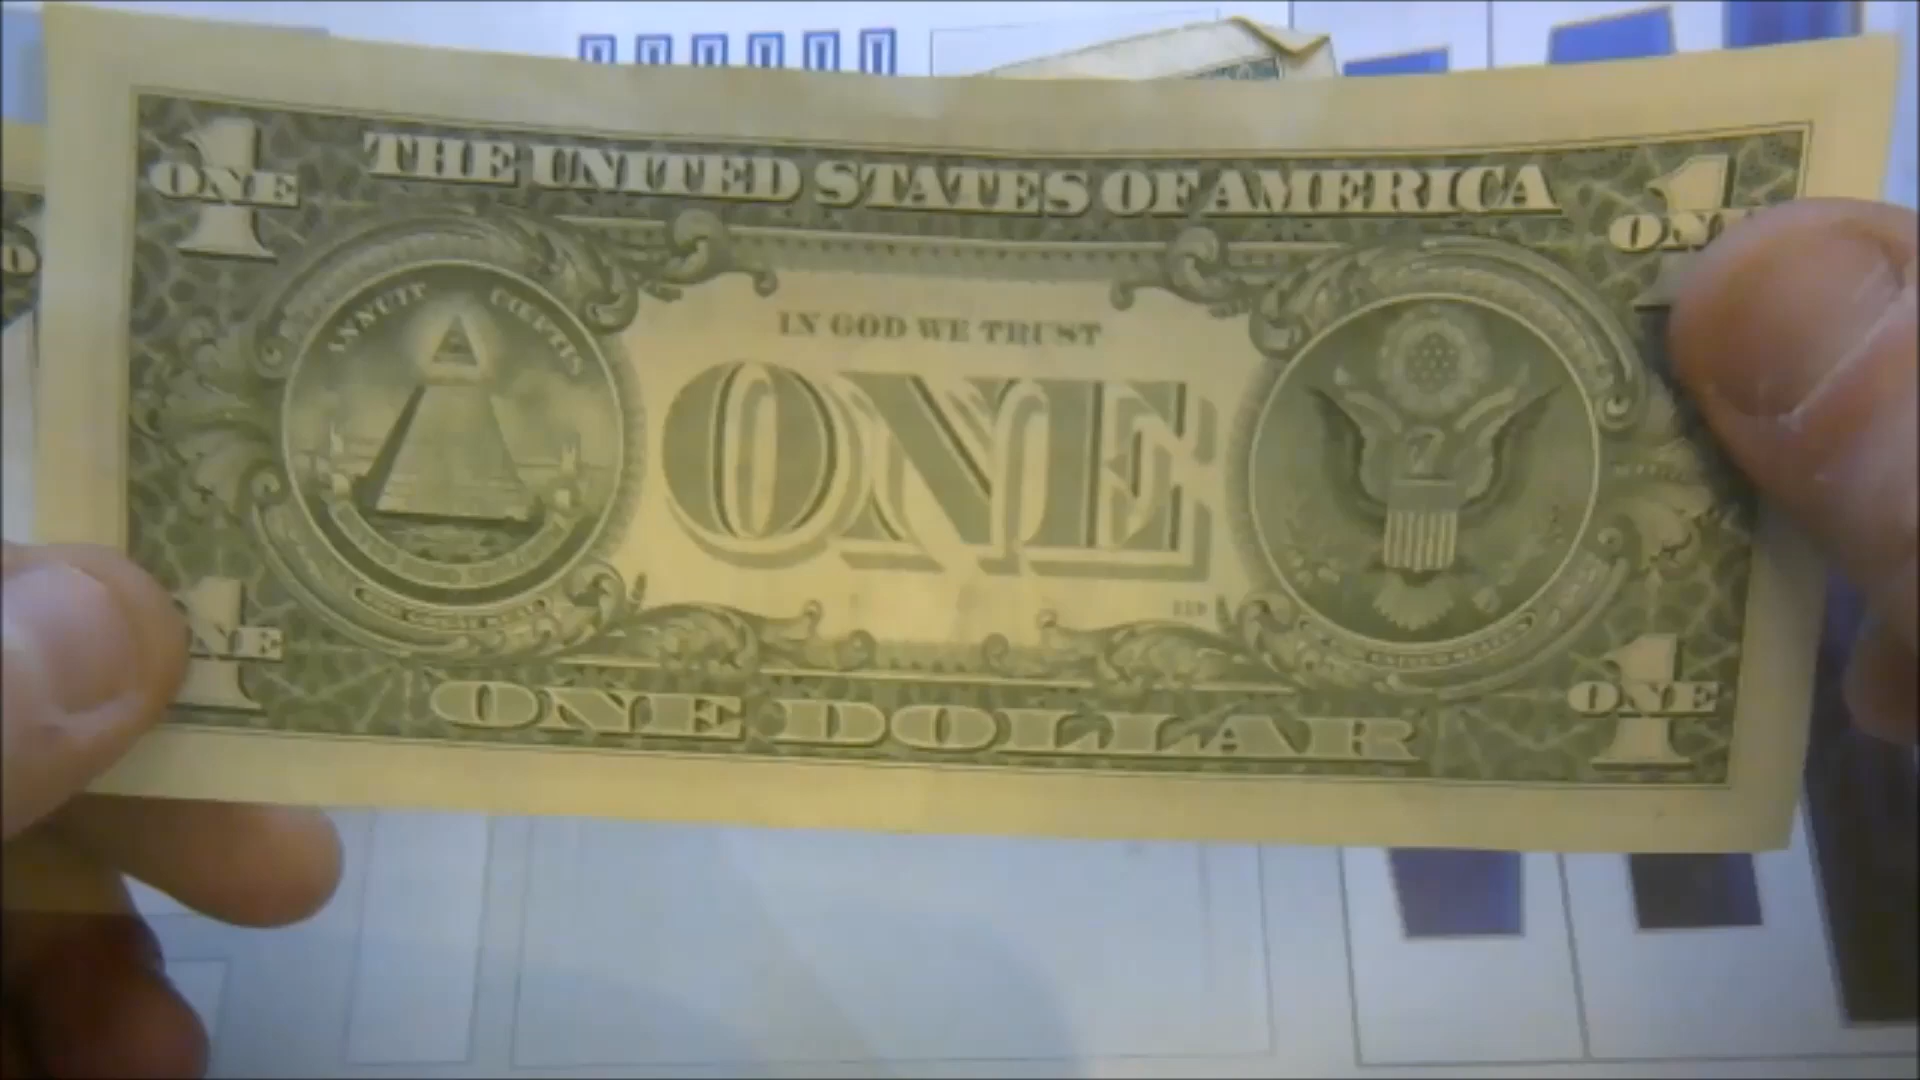 THE UNITED STATES OF AMERICA
1
ONE
1
ONE
ANNUIT CŒPTIS
IN GOD WE TRUST
ONE
1
ONE
ONE DOLLAR
1
ONE